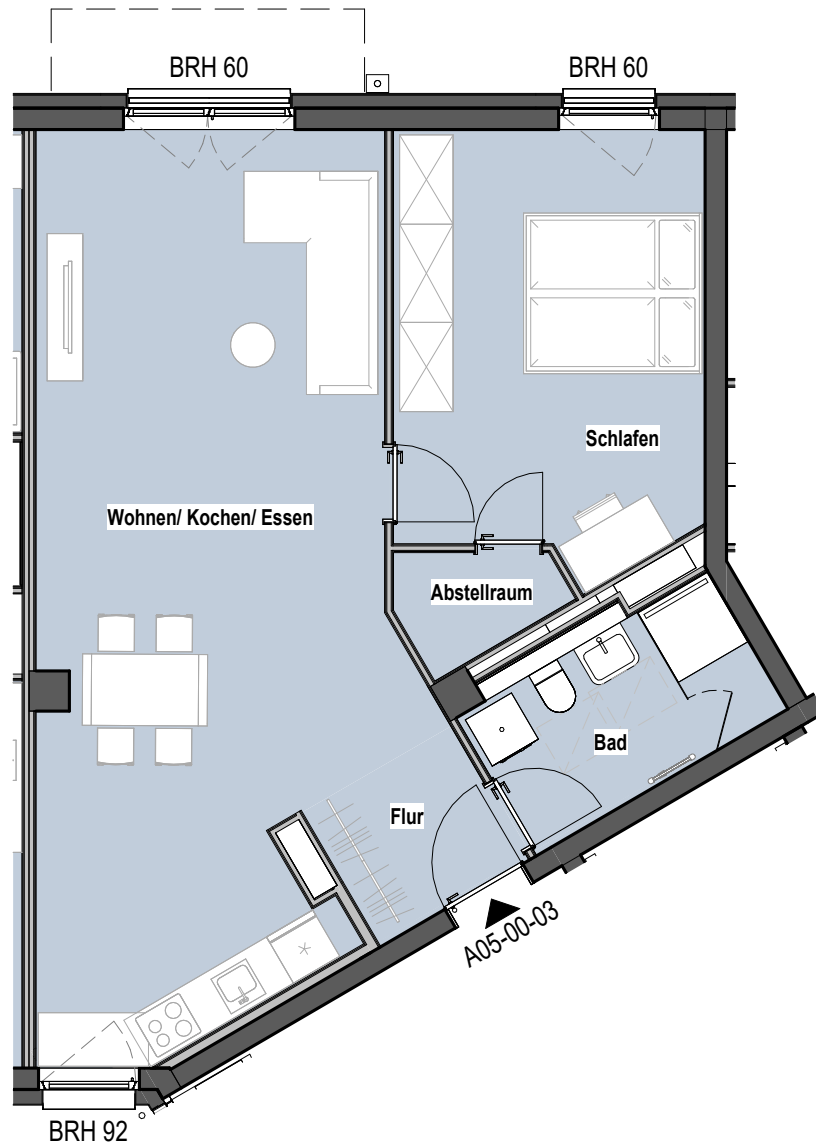 BRH 60
BRH 60
Schlafen
Wohnen/ Kochen/ Essen
Abstellraum
Bad
Flur
A05-00-03
BRH 92